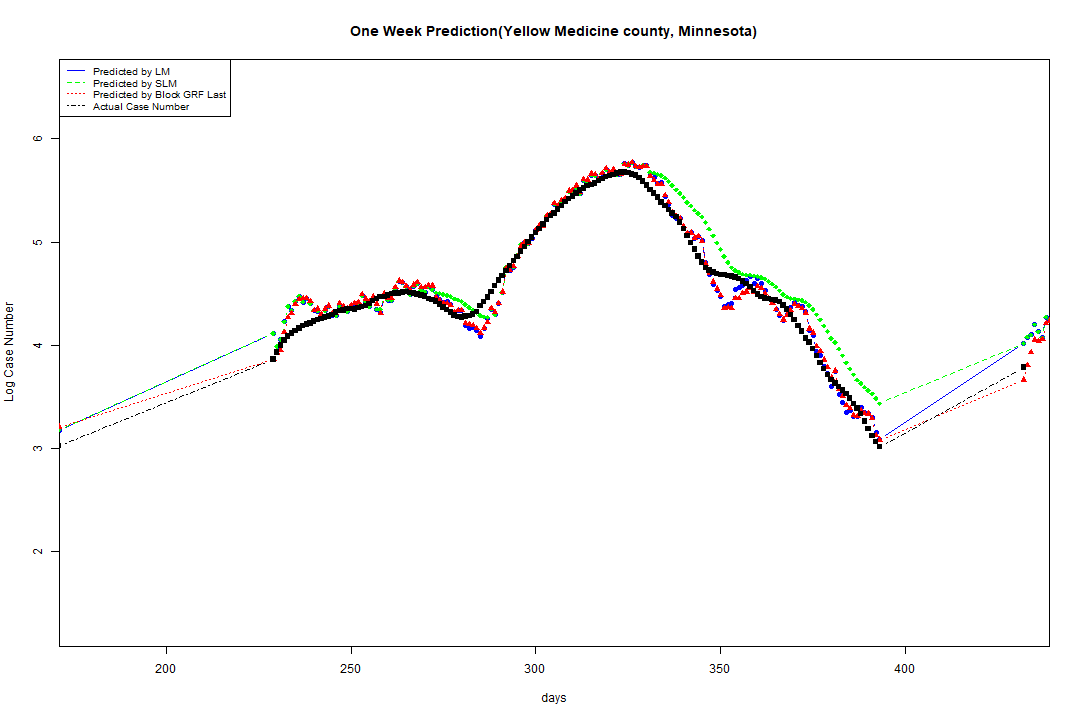 One Week Prediction(Yellow Medicine county, Minnesota)
Predicted by LM
Predicted by SLM
Predicted by Block GRF Last
Actual Case Number
6
5
4
3
2
Log Case Number
200 250 300 350 400
days